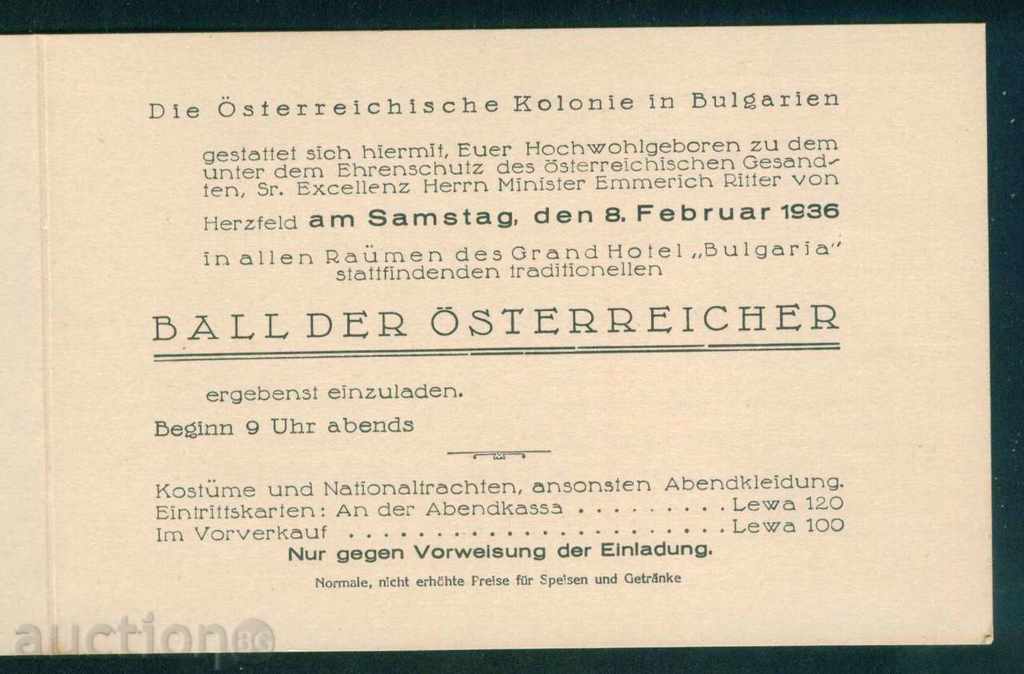 Die Österreichische Kolonie in Bulgarien
gestattet sich hiermit, Euer Hochwohlgeboren zu dem
unter dem Ehrenschutz des österreichischen Gesand-
ten, Sr. Excellenz Herrn Minister Emmerich Ritter von
Herzfeld am Samstag, den 8. Februar 1936
in allen Raümen des Grand Hotel „Bulgaria"
stattfindenden traditionellen
BALL DER ÖSTERREICHER
ergebenst einzuladen.
Beginn 9 Uhr abends
Kostüme und Nationaltrachten, ansonsten Abendkleidung.
Eintrittskarten: An der Abendkassa . . . . . . . . . Lewa 120
Im Vorverkauf . . . . . . . . . . . . . . . . . . . . . . Lewa 100
Nur gegen Vorweisung der Einladung.
Normale, nicht erhöhte Freise für Speisen und Getränke
auction BG